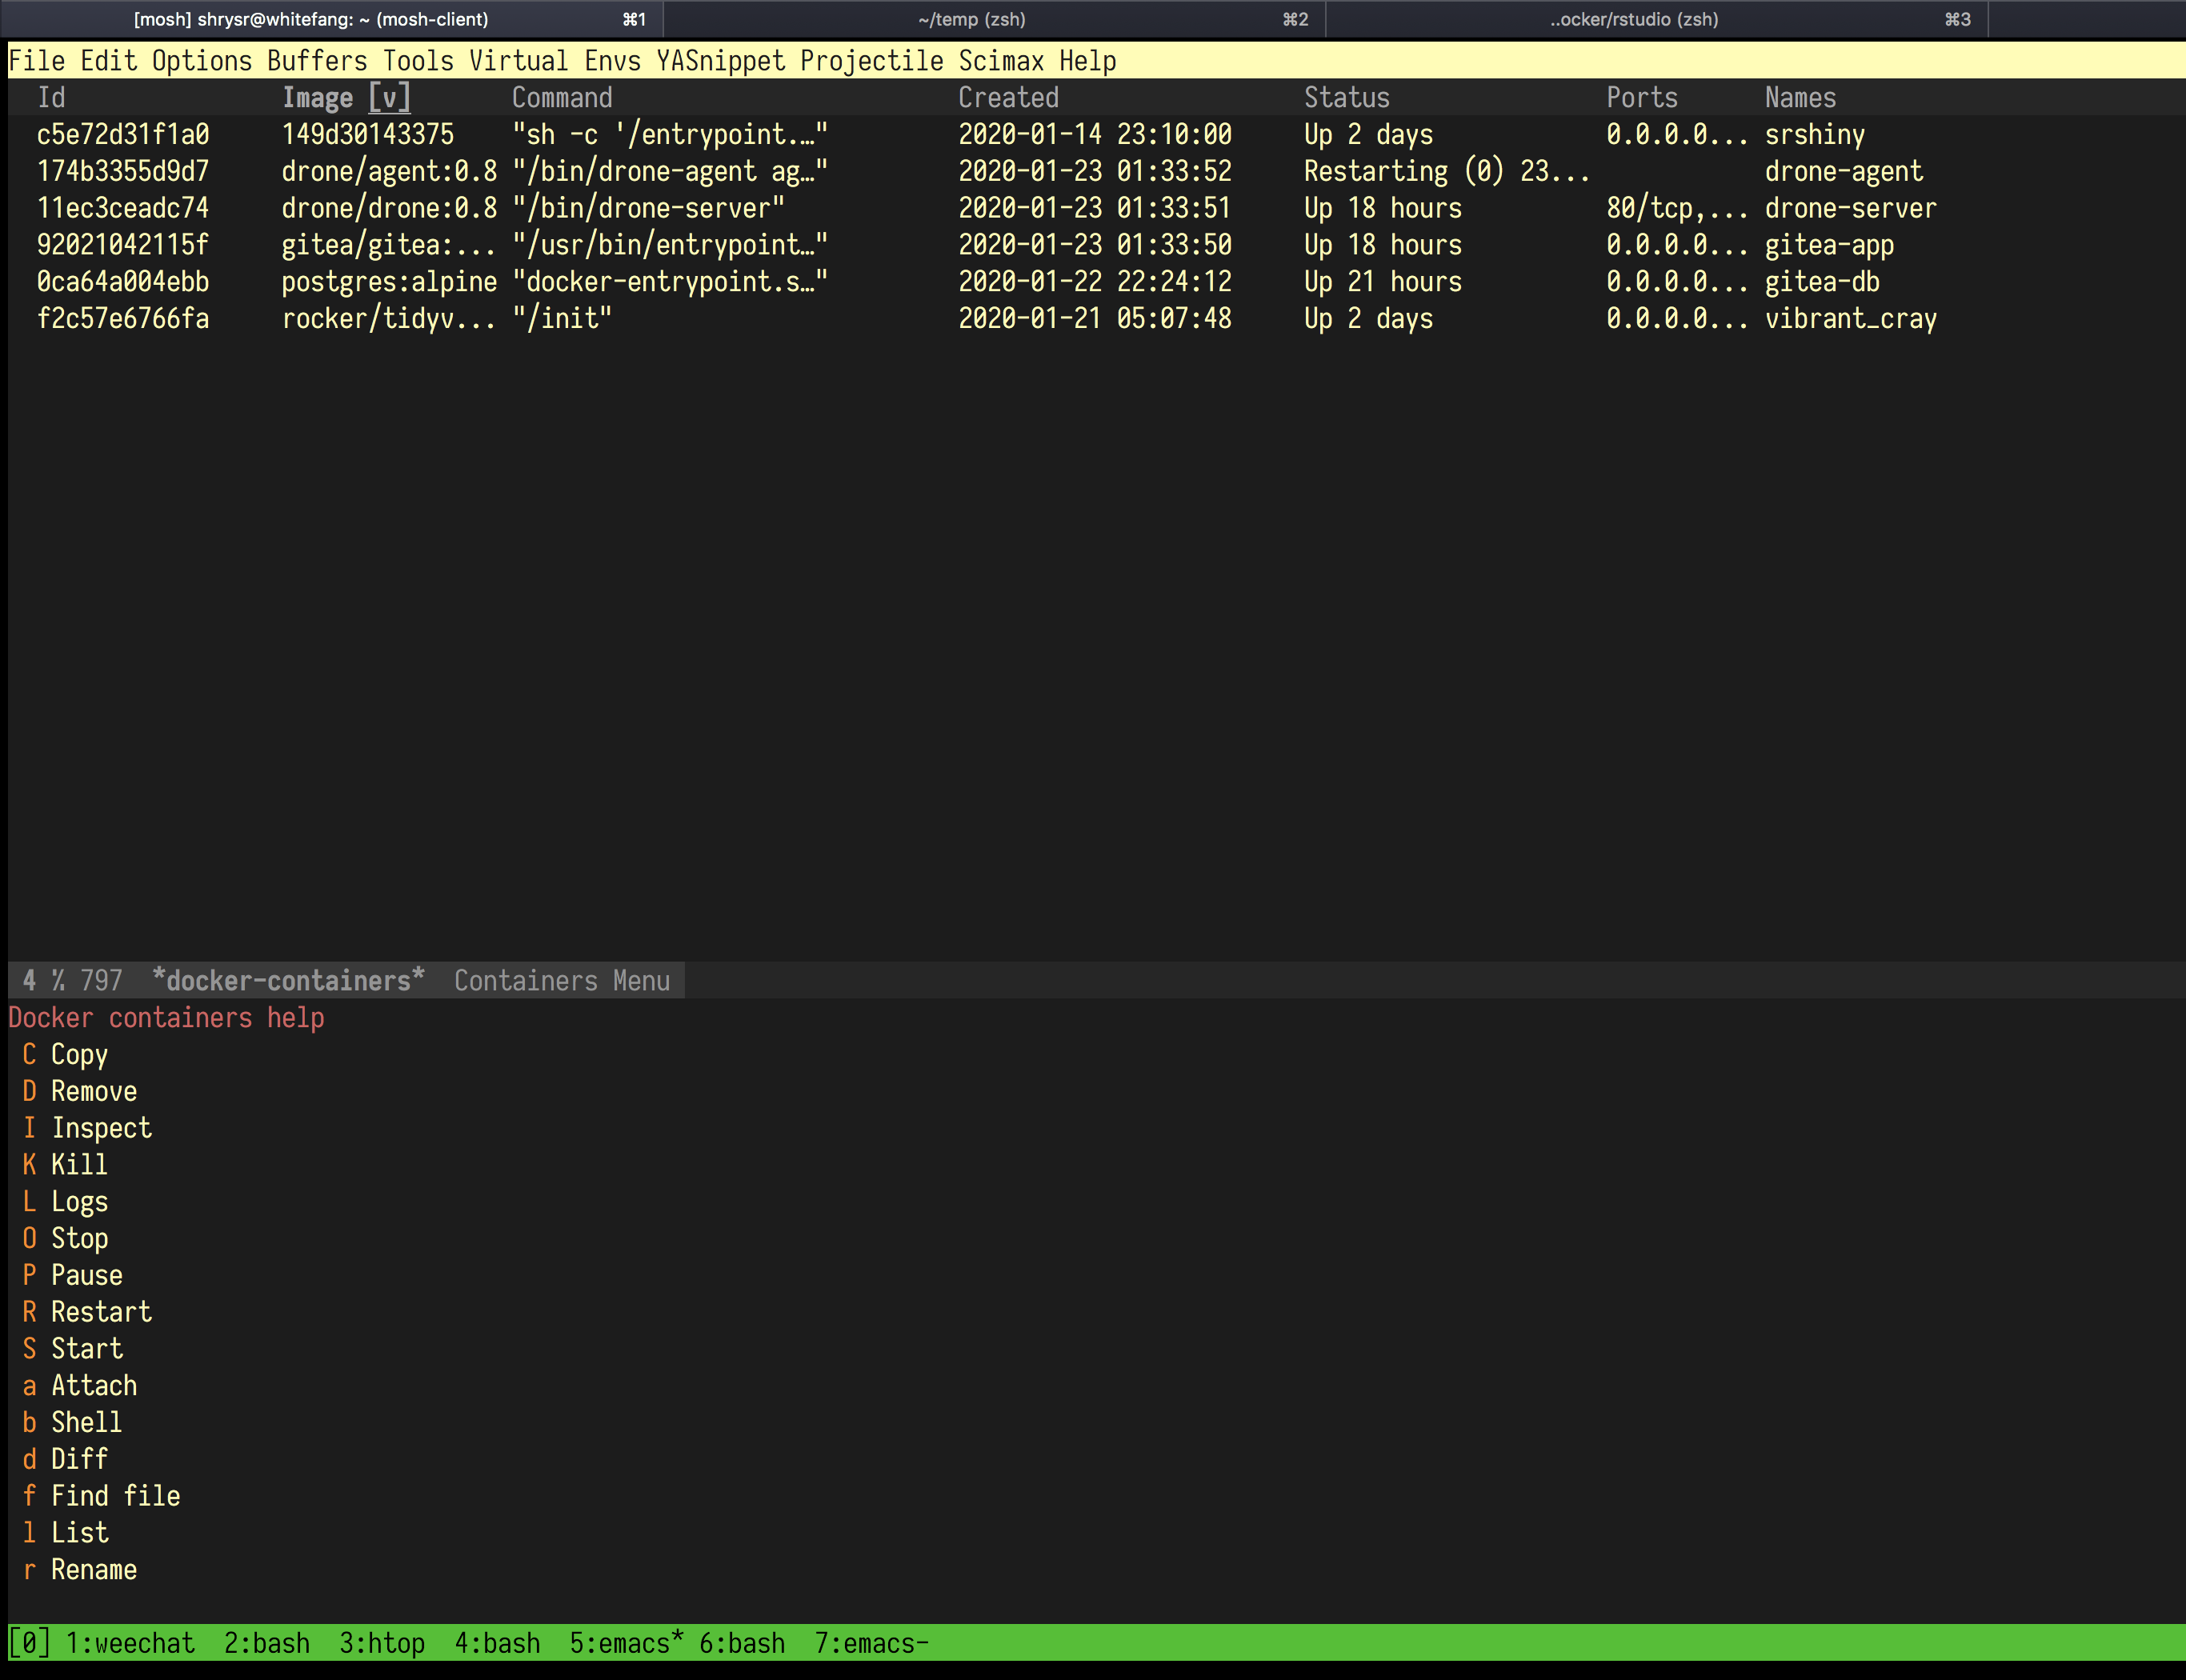 [mosh] shrysr@whitefang: ~ (mosh-client) ⌘1 ~/temp (zsh) ⌘2 ..ocker/rstudio (zsh) ⌘3
File Edit Options Buffers Tools Virtual Envs YASnippet Projectile Scimax Help
Id Image [v] Command Created Status Ports Names
c5e72d31f1a0 149d30143375 "sh -c '/entrypoint.…" 2020-01-14 23:10:00 Up 2 days 0.0.0.0... srshiny
174b3355d9d7 drone/agent:0.8 "/bin/drone-agent ag…" 2020-01-23 01:33:52 Restarting (0) 23... drone-agent
11ec3ceadc74 drone/drone:0.8 "/bin/drone-server" 2020-01-23 01:33:51 Up 18 hours 80/tcp,... drone-server
92021042115f gitea/gitea:... "/usr/bin/entrypoint…" 2020-01-23 01:33:50 Up 18 hours 0.0.0.0... gitea-app
0ca64a004ebb postgres:alpine "docker-entrypoint.s…" 2020-01-22 22:24:12 Up 21 hours 0.0.0.0... gitea-db
f2c57e6766fa rocker/tidyv... "/init" 2020-01-21 05:07:48 Up 2 days 0.0.0.0... vibrant_cray
4 % 797 *docker-containers* Containers Menu
Docker containers help
C Copy
D Remove
I Inspect
K Kill
L Logs
O Stop
P Pause
R Restart
S Start
a Attach
b Shell
d Diff
f Find file
l List
r Rename
[0] 1:weechat 2:bash 3:htop 4:bash 5:emacs* 6:bash 7:emacs-